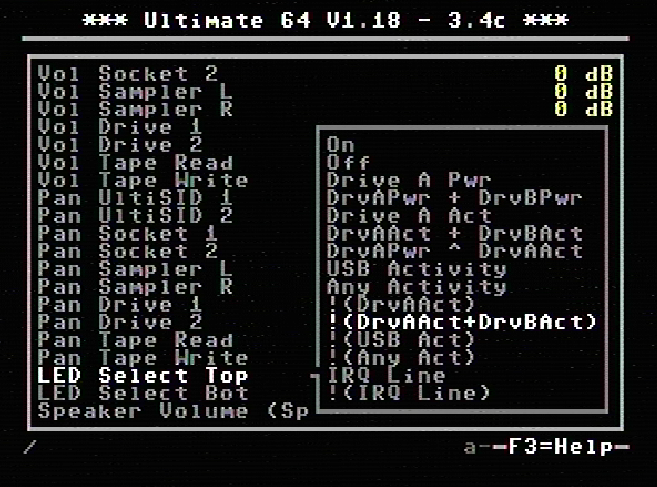 *** Ultimate 64 V1.18 - 3.4c ***
Vol Socket 2 0 dB
Vol Sampler L 0 dB
Vol Sampler R 0 dB
Vol Drive 1
Vol Drive 2
Vol Tape Read
Vol Tape Write
Pan UltiSID 1
Pan UltiSID 2
Pan Socket 1
Pan Socket 2
Pan Sampler L
Pan Sampler R
Pan Drive 1
Pan Drive 2
Pan Tape Read
Pan Tape Write
LED Select Top
LED Select Bot
Speaker Volume (Sp
On
Off
Drive A Pwr
DrvAPwr + DrvBPwr
Drive A Act
DrvAAct + DrvBAct
DrvAPwr ^ DrvAAct
USB Activity
Any Activity
!(DrvAAct)
!(DrvAAct+DrvBAct)
!(USB Act)
!(Any Act)
IRQ Line
!(IRQ Line)
/ a--F3=Help-